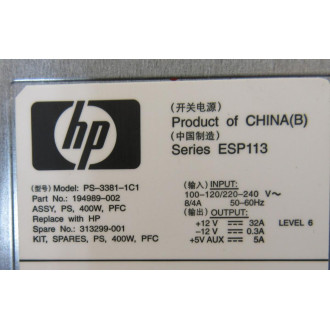 hp
(开关电源)
Product of CHINA(B)
(中国制造)
Series ESP113
(型号) Model: PS-3381-1C1
Part No.: 194989-002
ASSY, PS, 400W, PFC
Replace with HP
Spare No.: 313299-001
KIT, SPARES, PS, 400W, PFC
(输入) INPUT:
100-120/220-240 V～
8/4A 50-60Hz
(输出) OUTPUT:
+12 V ⎓ 32A LEVEL 6
-12 V ⎓ 0.3A
+5V AUX ⎓ 5A